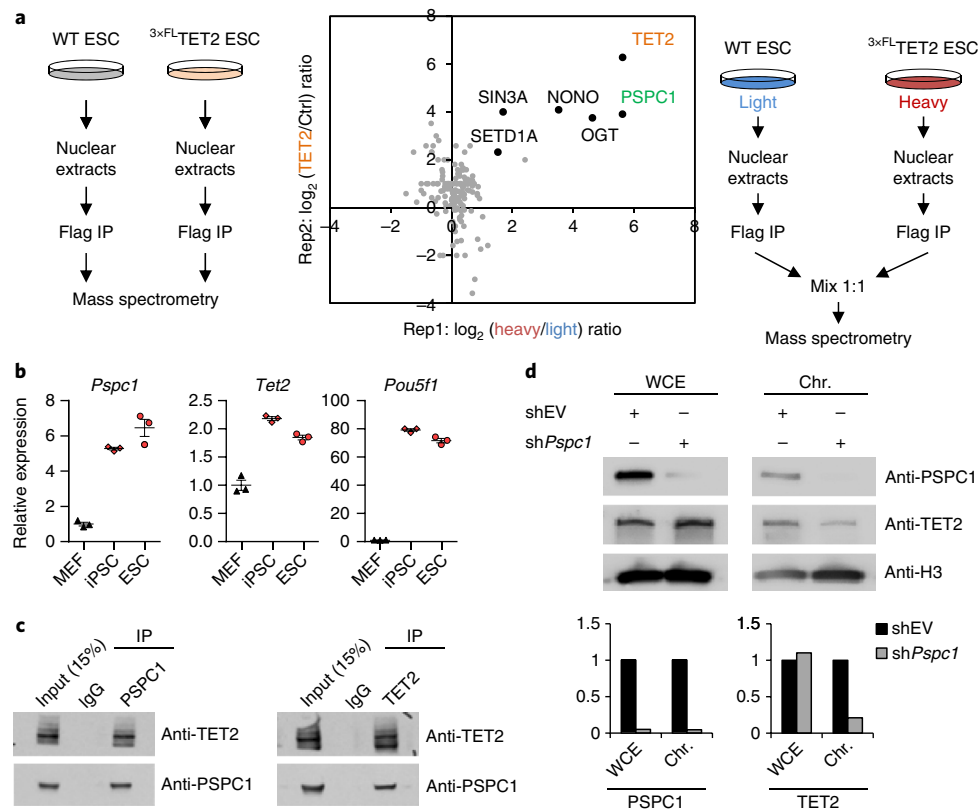 a
WT ESC
3×FLTET2 ESC
Nuclear extracts
Nuclear extracts
Flag IP
Flag IP
Mass spectrometry
Rep2: log2 (TET2/Ctrl) ratio
8
6
4
2
0
−2
−4
−4
−2
0
2
4
6
8
TET2
SIN3A
NONO
PSPC1
SETD1A
OGT
Rep1: log2 (heavy/light) ratio
WT ESC
3×FLTET2 ESC
Light
Heavy
Nuclear extracts
Nuclear extracts
Flag IP
Flag IP
Mix 1:1
Mass spectrometry
b
Relative expression
Pspc1
8
6
4
2
0
MEF
iPSC
ESC
Tet2
2.5
2.0
1.5
1.0
0.5
0.0
MEF
iPSC
ESC
Pou5f1
100
80
60
40
20
0
MEF
iPSC
ESC
c
IP
Input (15%)
IgG
PSPC1
Anti-TET2
Anti-PSPC1
IP
Input (15%)
IgG
TET2
Anti-TET2
Anti-PSPC1
d
WCE
Chr.
shEV + − + −
shPspc1 − + − +
Anti-PSPC1
Anti-TET2
Anti-H3
1.5
1
0.5
0
WCE
Chr.
PSPC1
1.5
1
0.5
0
WCE
Chr.
TET2
shEV
shPspc1